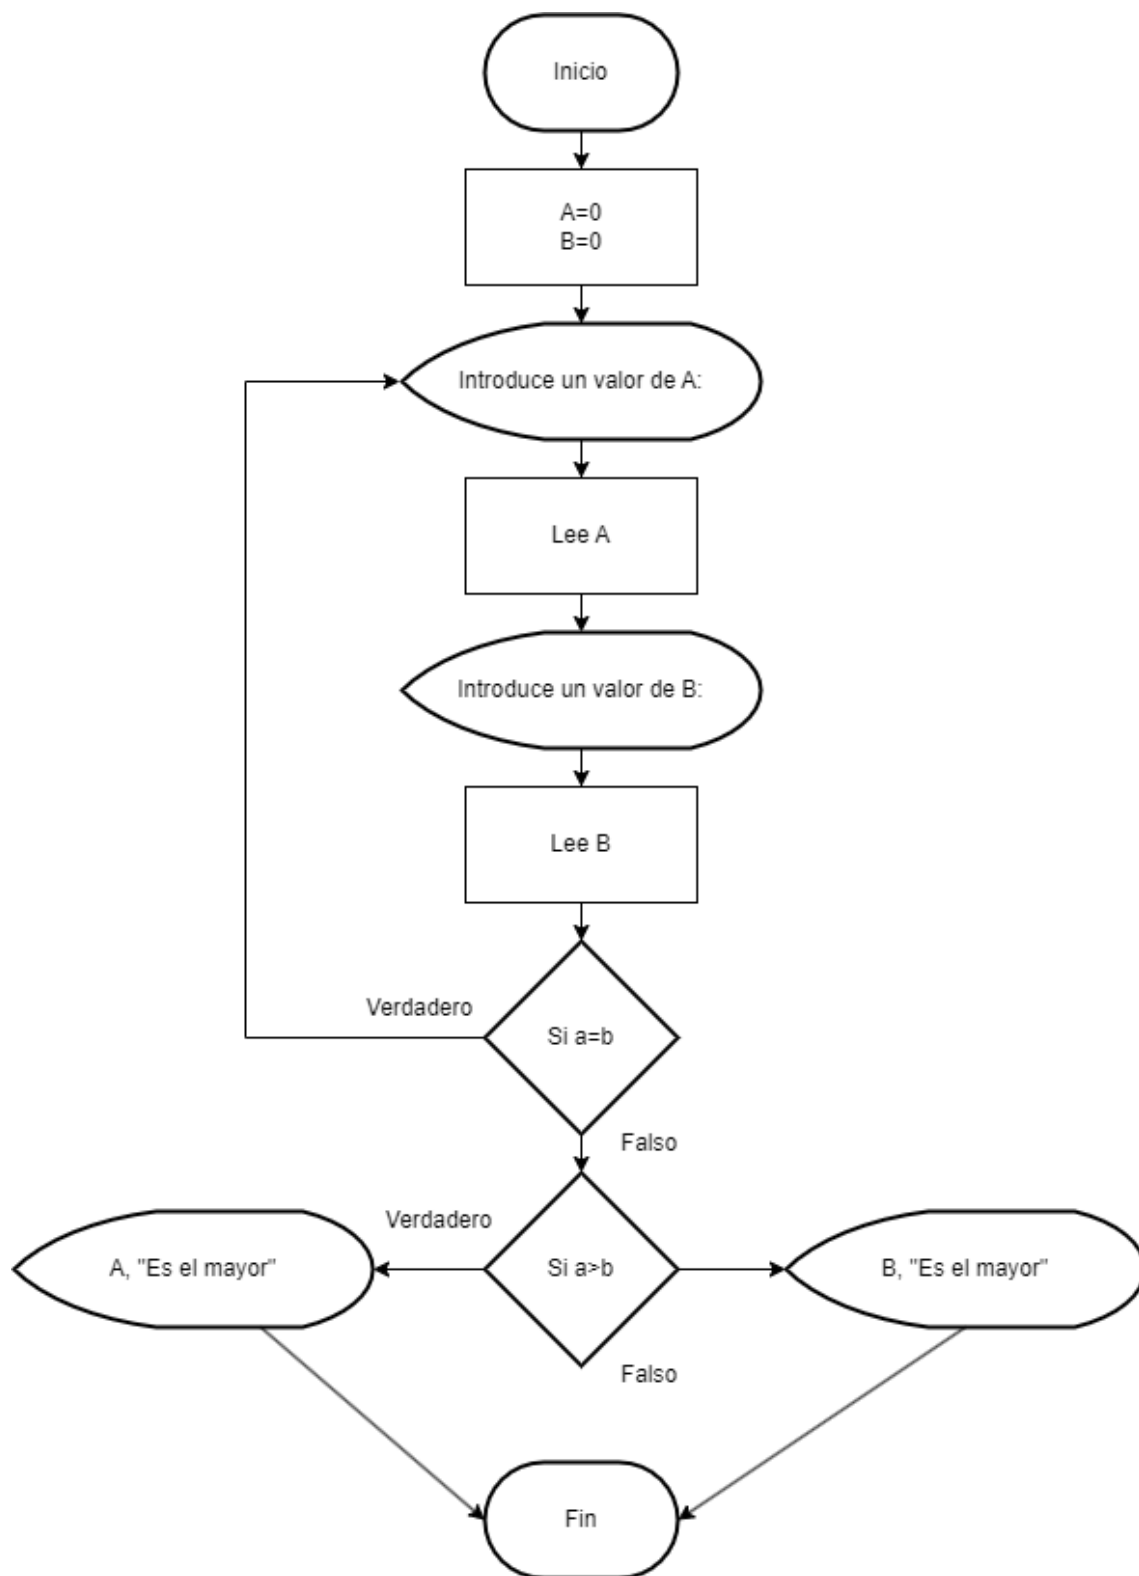 Inicio
A=0
B=0
Introduce un valor de A:
Lee A
Introduce un valor de B:
Lee B
Verdadero
Si a=b
Falso
Verdadero
A, "Es el mayor"
Si a>b
B, "Es el mayor"
Falso
Fin